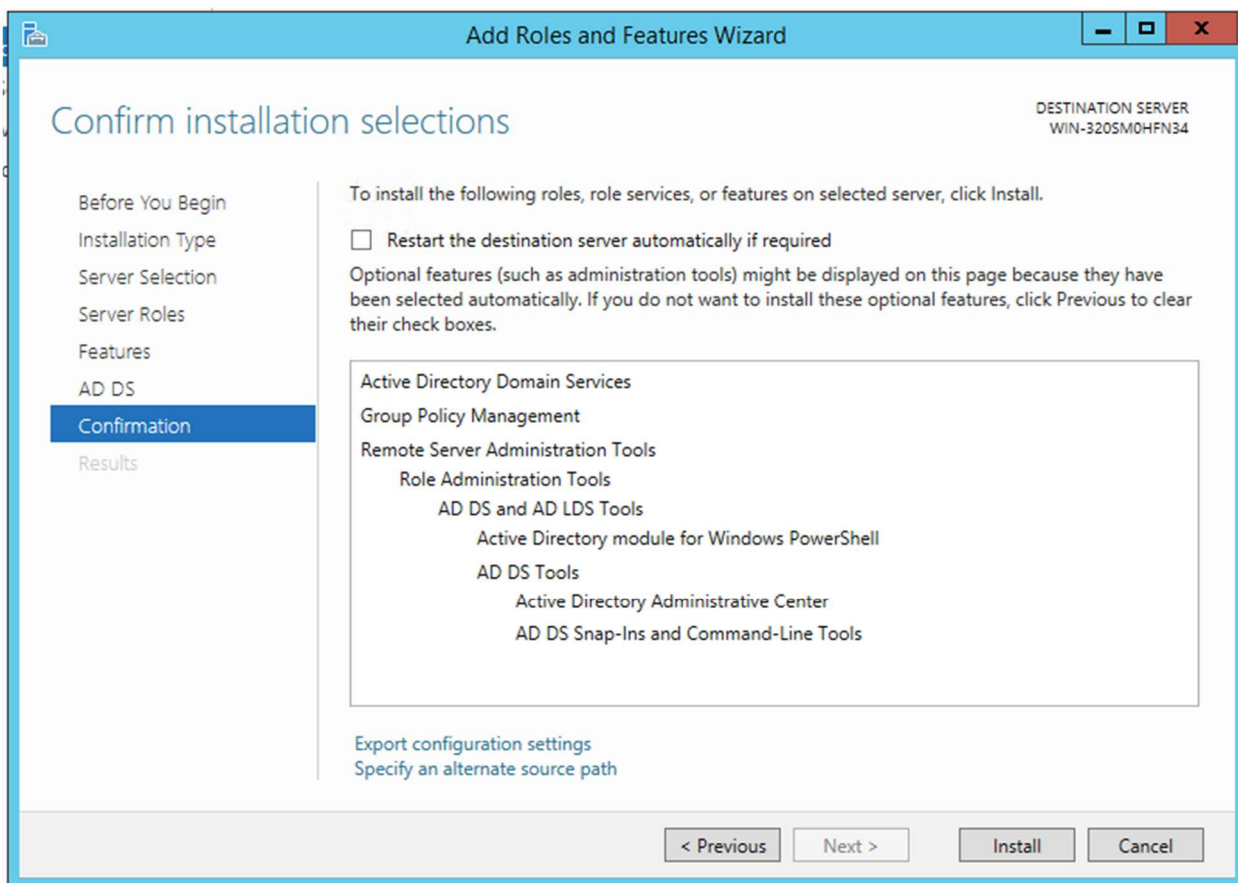 Add Roles and Features Wizard
Confirm installation selections
DESTINATION SERVER
WIN-320SM0HFN34
Before You Begin
Installation Type
Server Selection
Server Roles
Features
AD DS
Confirmation
Results
To install the following roles, role services, or features on selected server, click Install.
Restart the destination server automatically if required
Optional features (such as administration tools) might be displayed on this page because they have
been selected automatically. If you do not want to install these optional features, click Previous to clear
their check boxes.
Active Directory Domain Services
Group Policy Management
Remote Server Administration Tools
Role Administration Tools
AD DS and AD LDS Tools
Active Directory module for Windows PowerShell
AD DS Tools
Active Directory Administrative Center
AD DS Snap-Ins and Command-Line Tools
Export configuration settings
Specify an alternate source path
< Previous
Next >
Install
Cancel